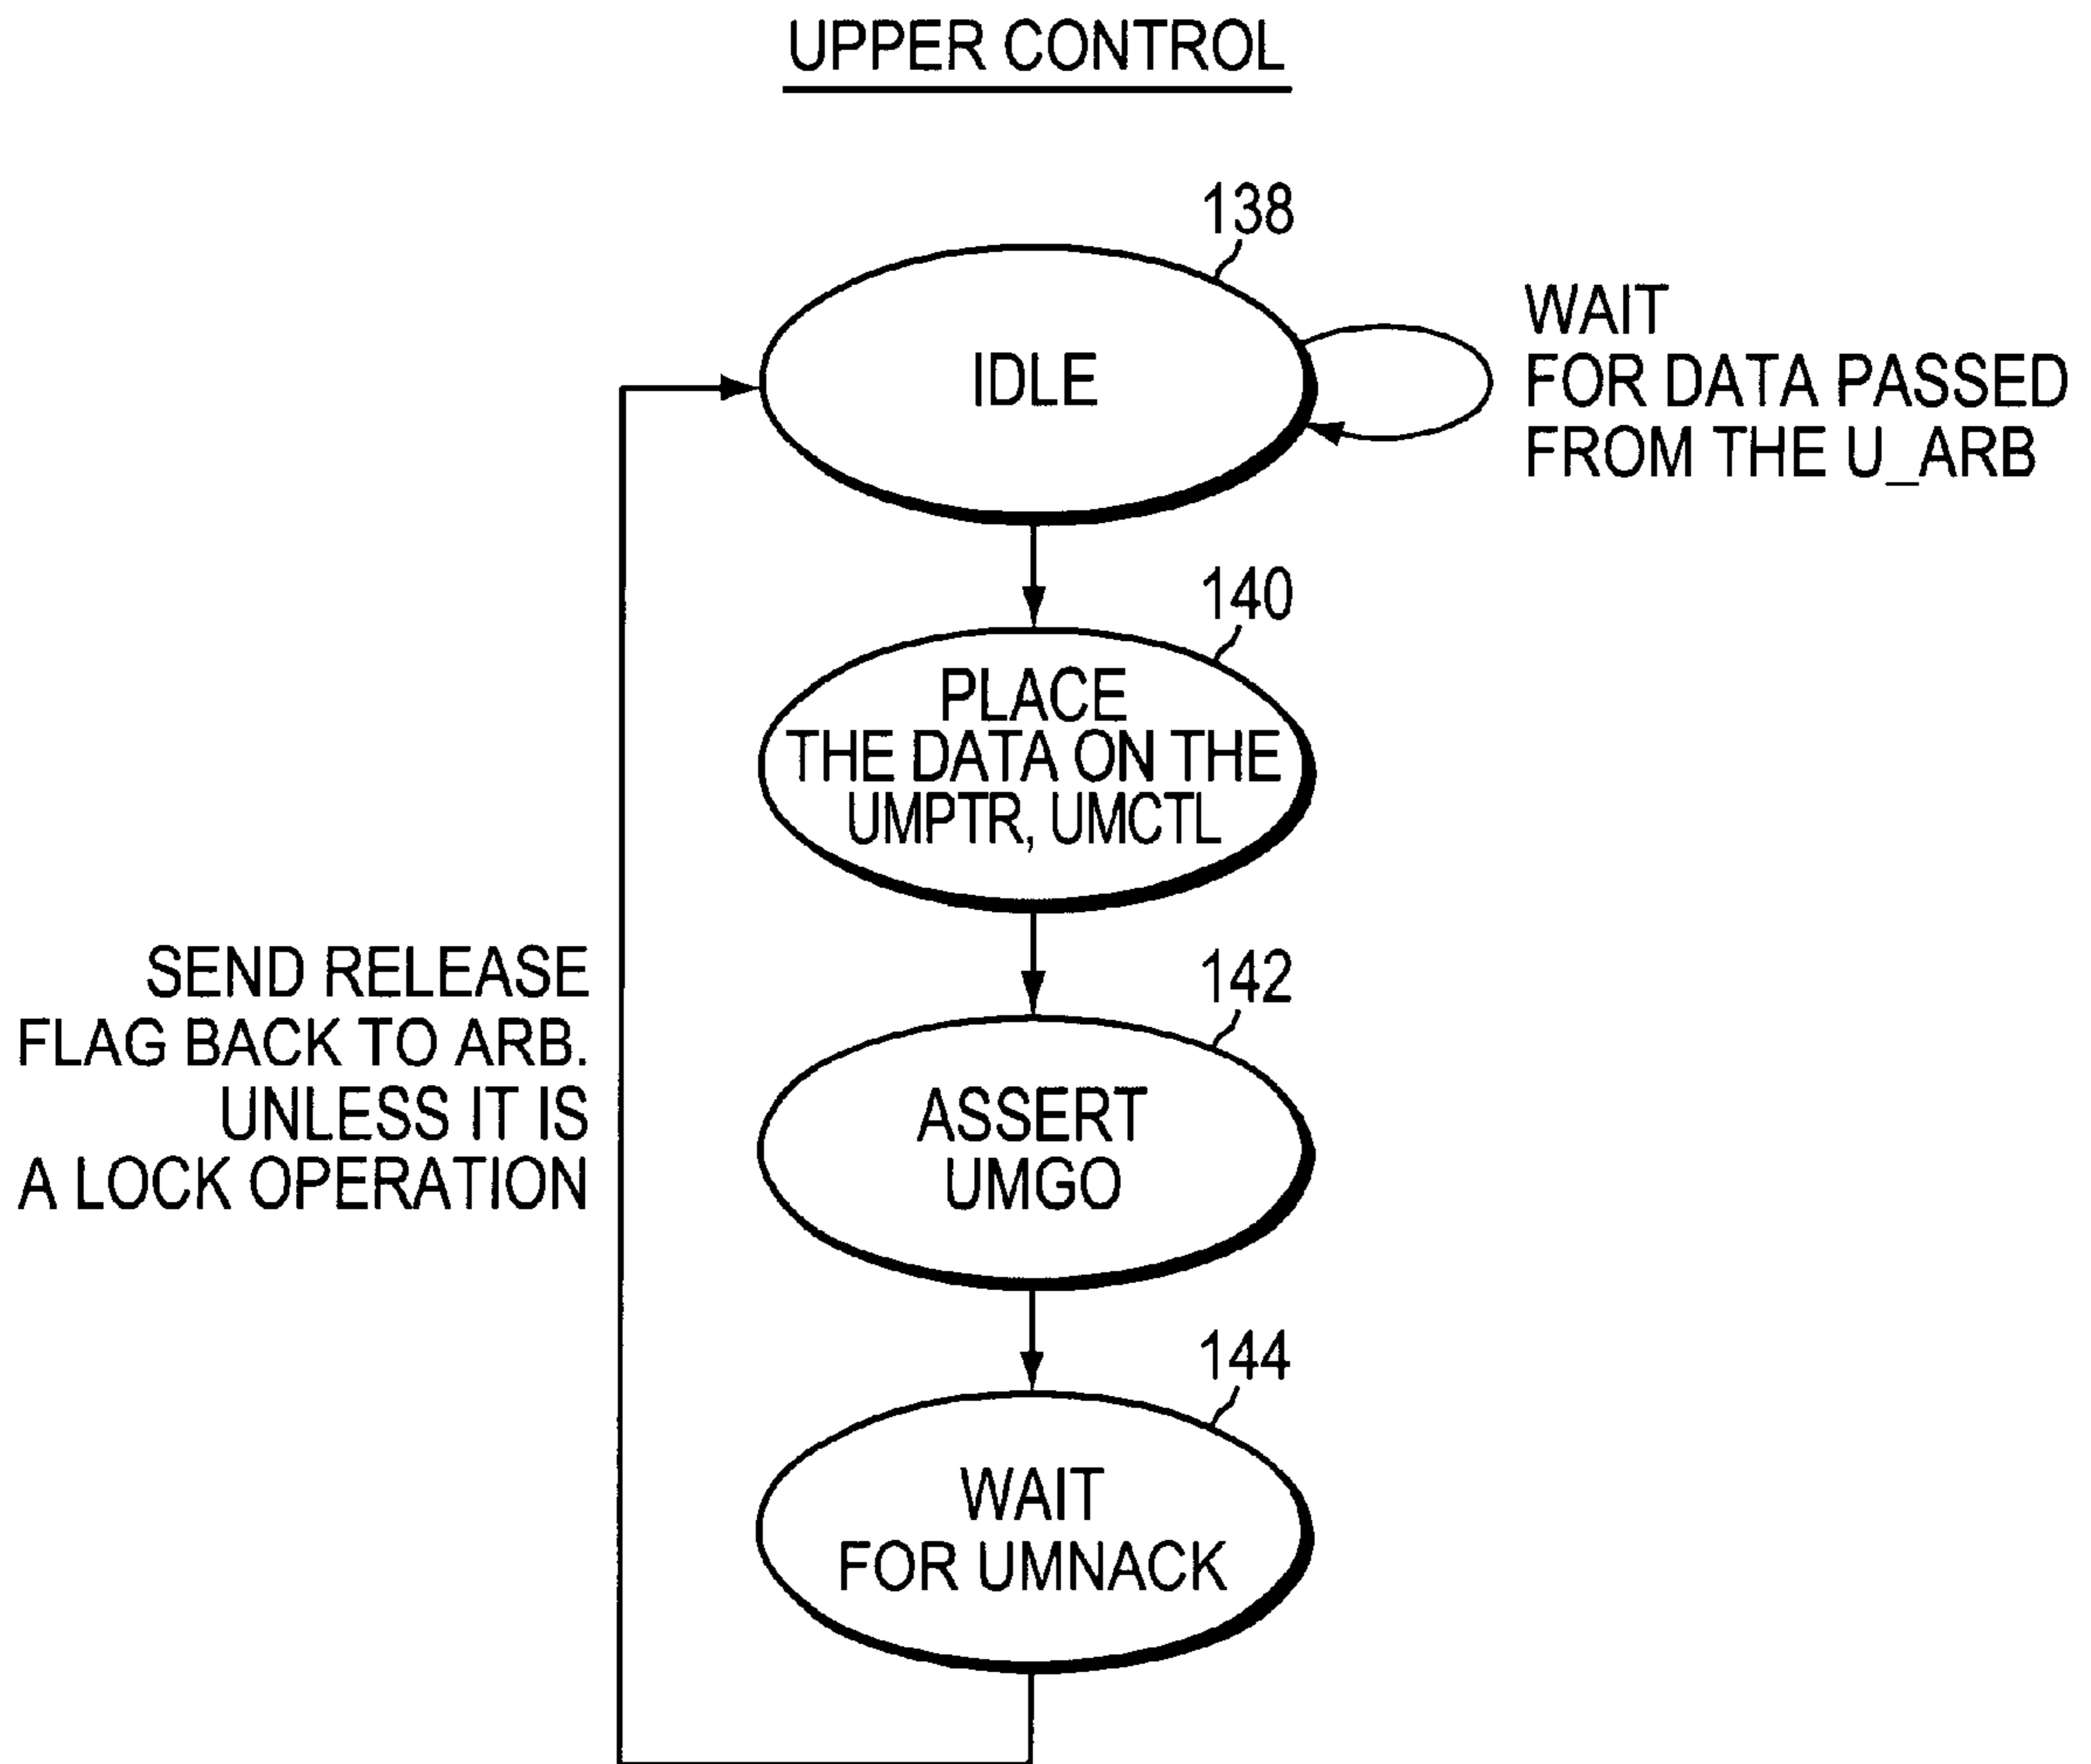 UPPER CONTROL
138
IDLE
WAIT
FOR DATA PASSED
FROM THE U_ARB
140
PLACE
THE DATA ON THE
UMPTR, UMCTL
SEND RELEASE
FLAG BACK TO ARB.
UNLESS IT IS
A LOCK OPERATION
142
ASSERT
UMGO
144
WAIT
FOR UMNACK